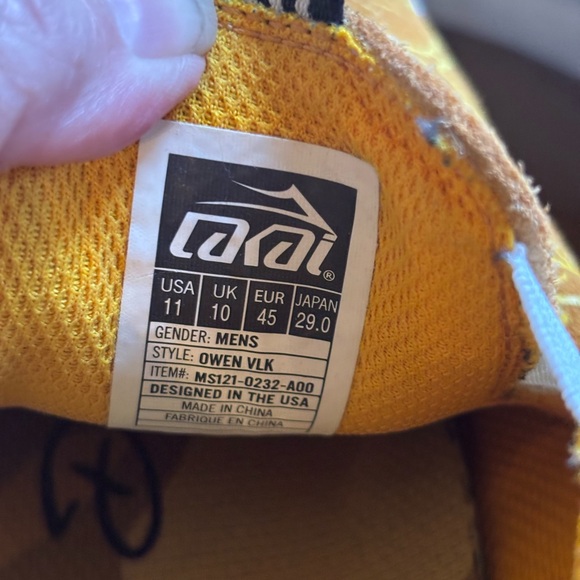 Lakai®
USA UK EUR JAPAN
11 10 45 29.0
GENDER: MENS
STYLE: OWEN VLK
ITEM#: MS121-0232-A00
DESIGNED IN THE USA
MADE IN CHINA
FABRIQUE EN CHINA